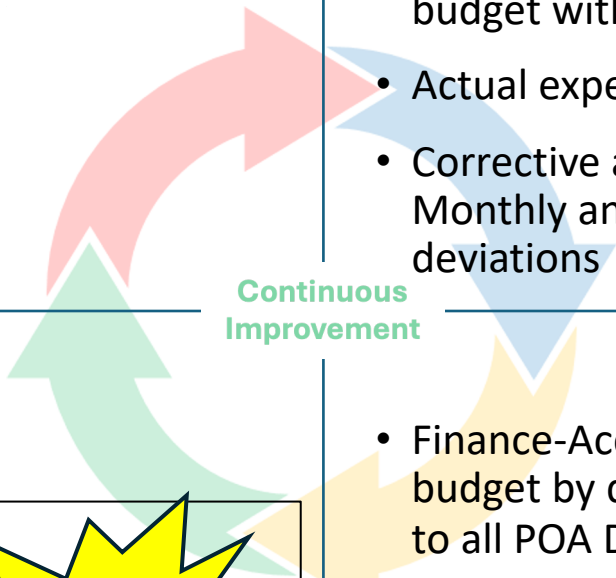 budget with
• Actual expe
• Corrective a
Monthly an
deviations
Continuous
Improvement
• Finance-Acc
budget by d
to all POA D